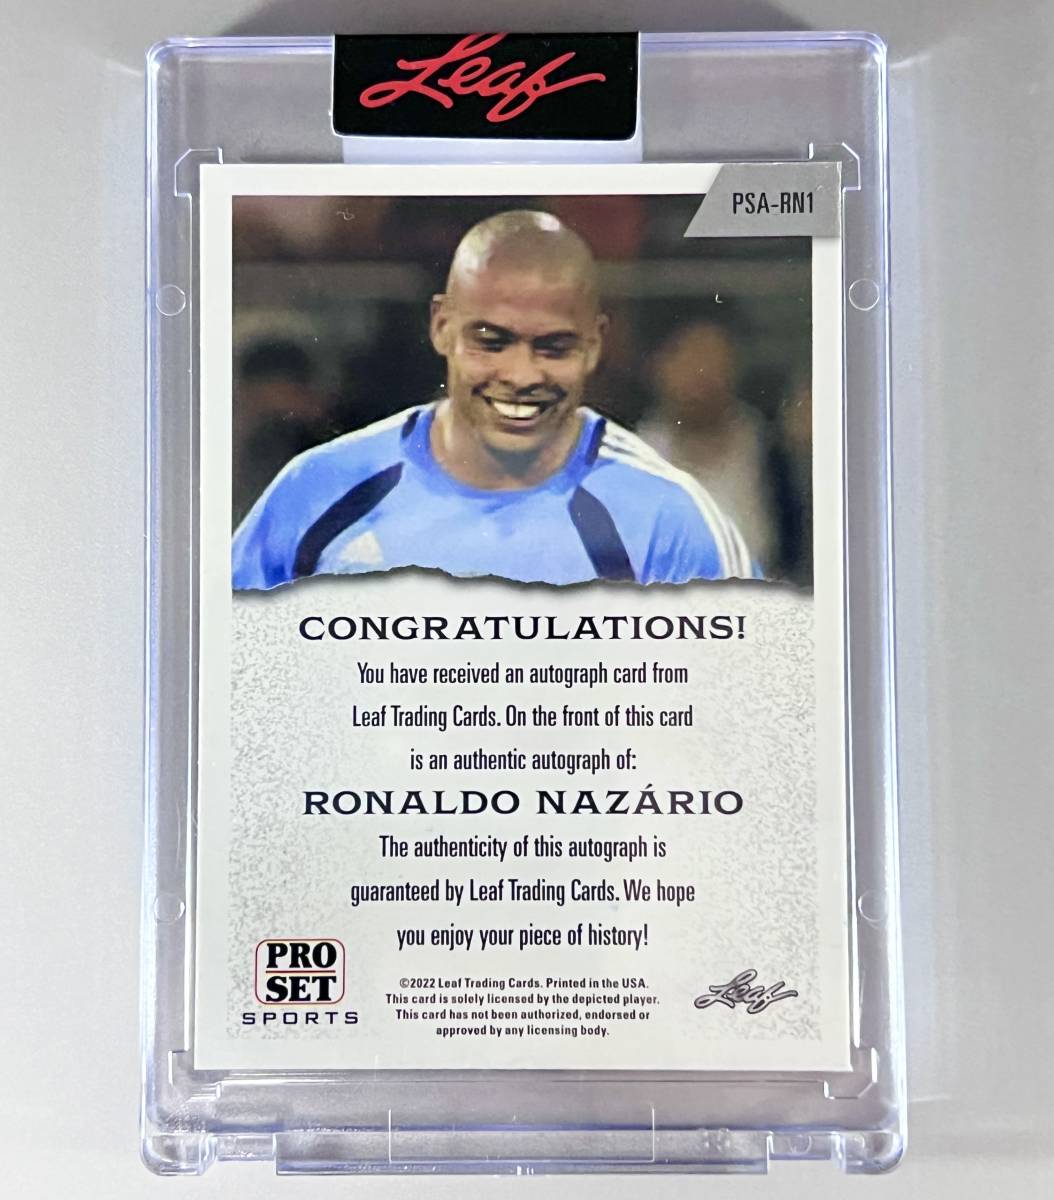 Leaf
PSA-RN1
CONGRATULATIONS!
You have received an autograph card from
Leaf Trading Cards. On the front of this card
is an authentic autograph of:
RONALDO NAZÁRIO
The authenticity of this autograph is
guaranteed by Leaf Trading Cards. We hope
you enjoy your piece of history!
PRO
SET
SPORTS
©2022 Leaf Trading Cards. Printed in the USA.
This card is solely licensed by the depicted player.
This card has not been authorized, endorsed or
approved by any licensing body.
Leaf